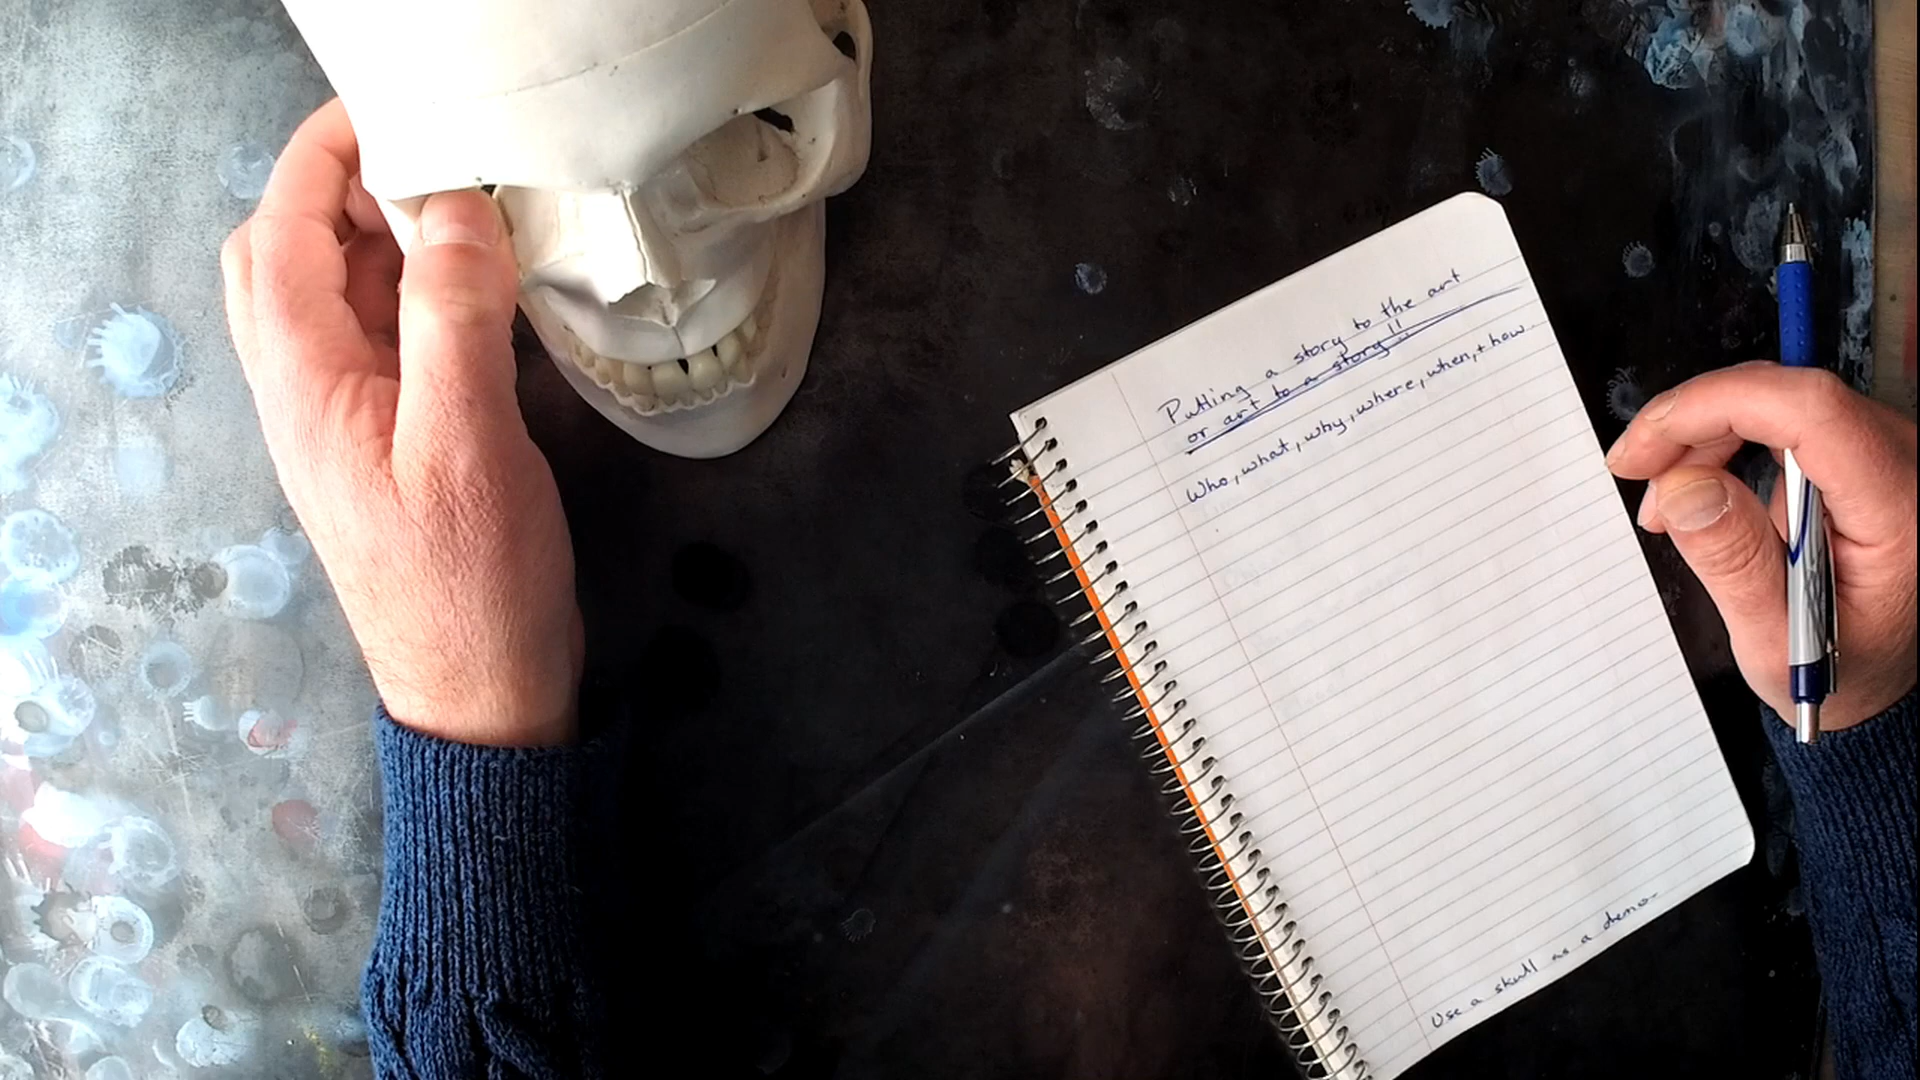 Putting a story to the art
or art to a story!!
Who, what, why, where, when, + how.
Use a skull as a demo.